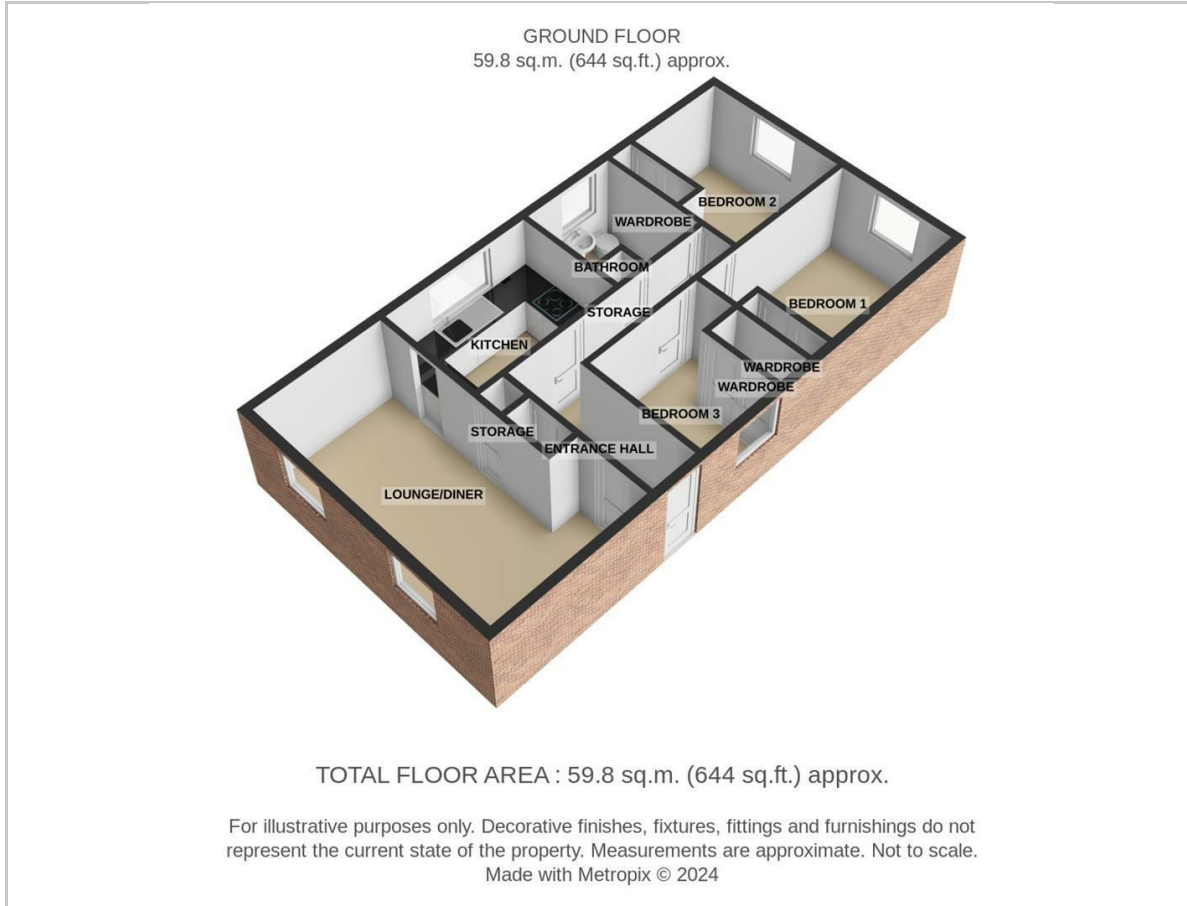 GROUND FLOOR
59.8 sq.m. (644 sq.ft.) approx.
BEDROOM 2
WARDROBE
BATHROOM
BEDROOM 1
STORAGE
KITCHEN
WARDROBE
WARDROBE
BEDROOM 3
STORAGE
ENTRANCE HALL
LOUNGE/DINER
TOTAL FLOOR AREA : 59.8 sq.m. (644 sq.ft.) approx.
For illustrative purposes only. Decorative finishes, fixtures, fittings and furnishings do not
represent the current state of the property. Measurements are approximate. Not to scale.
Made with Metropix © 2024